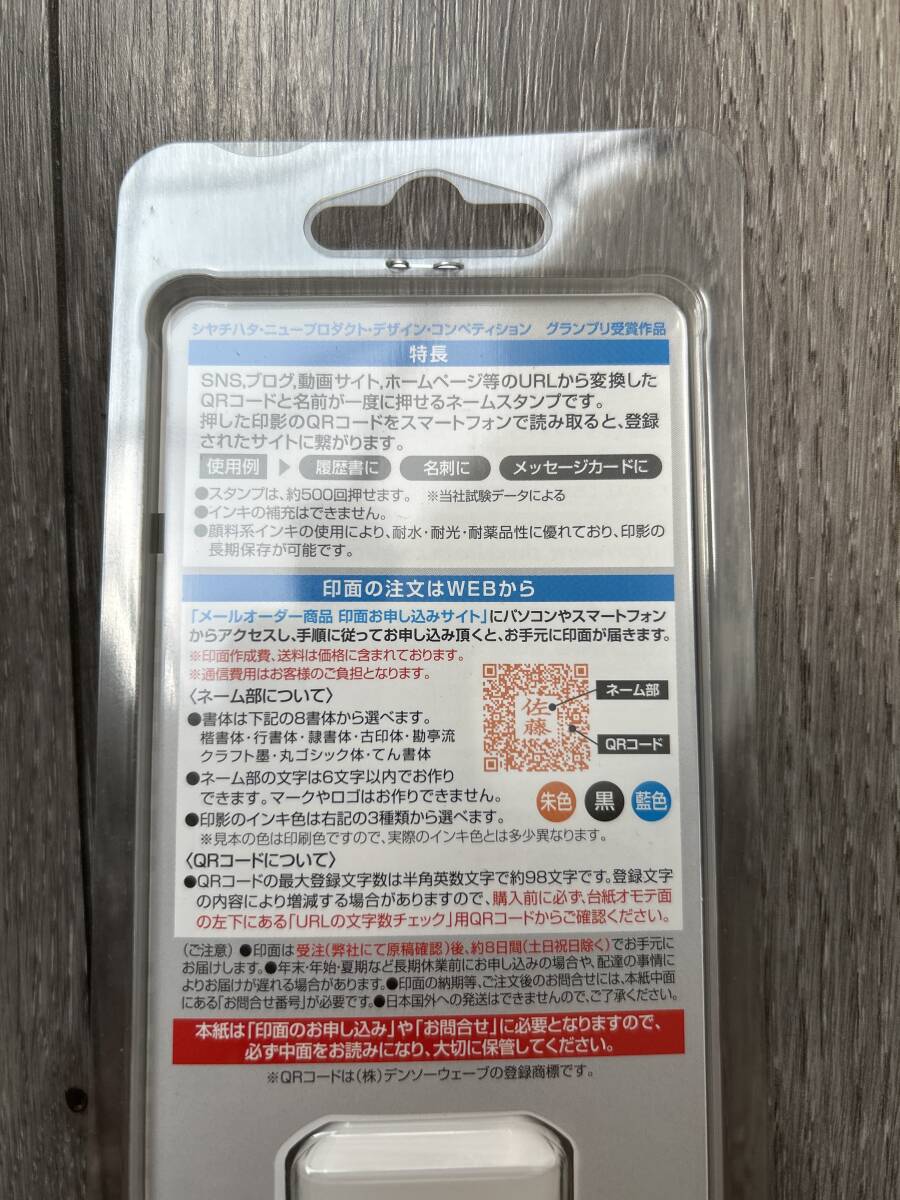 シヤチハタ・ニュープロダクト・デザイン・コンペティション　グランプリ受賞作品
特長
SNS,ブログ,動画サイト,ホームページ等のURLから変換した
QRコードと名前が一度に押せるネームスタンプです。
押した印影のQRコードをスマートフォンで読み取ると、登録
されたサイトに繋がります。
使用例 ▶ 履歴書に 名刺に メッセージカードに
●スタンプは、約500回押せます。 ※当社試験データによる
●インキの補充はできません。
●顔料系インキの使用により、耐水・耐光・耐薬品性に優れており、印影の
長期保存が可能です。
印面の注文はWEBから
「メールオーダー商品 印面お申し込みサイト」にパソコンやスマートフォン
からアクセスし、手順に従ってお申し込み頂くと、お手元に印面が届きます。
※印面作成費、送料は価格に含まれております。
※通信費用はお客様のご負担となります。
〈ネーム部について〉
●書体は下記の8書体から選べます。
楷書体・行書体・隷書体・古印体・勘亭流
クラフト墨・丸ゴシック体・てん書体
●ネーム部の文字は6文字以内でお作り
できます。マークやロゴはお作りできません。
●印影のインキ色は右記の3種類から選べます。
※見本の色は印刷色ですので、実際のインキ色とは多少異なります。
佐藤
ネーム部
QRコード
朱色 黒 藍色
〈QRコードについて〉
●QRコードの最大登録文字数は半角英数文字で約98文字です。登録文字
の内容により増減する場合がありますので、購入前に必ず、台紙オモテ面
の左下にある「URLの文字数チェック」用QRコードからご確認ください。
(ご注意) ●印面は受注(弊社にて原稿確認)後、約8日間(土日祝日除く)でお手元に
お届けします。●年末・年始・夏期など長期休業前にお申し込みの場合や、配達の事情に
よりお届けが遅れる場合があります。●印面の納期等、ご注文後のお問合せには、本紙中面
にある「お問合せ番号」が必要です。●日本国外への発送はできませんので、ご了承ください。
本紙は「印面のお申し込み」や「お問合せ」に必要となりますので、
必ず中面をお読みになり、大切に保管してください。
※QRコードは(株)デンソーウェーブの登録商標です。